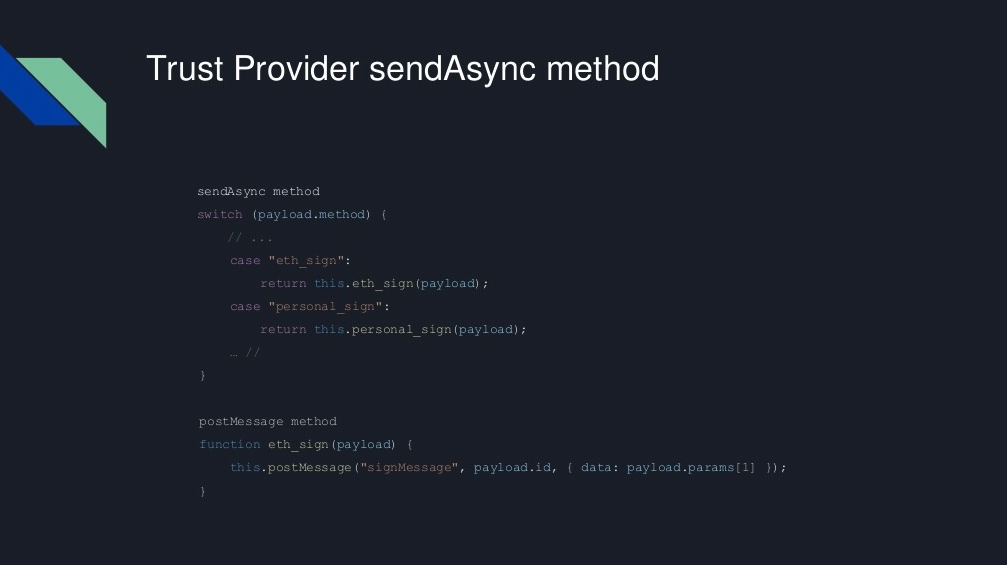 Trust Provider sendAsync method
sendAsync method
switch (payload.method) {
// ...
case "eth_sign":
return this.eth_sign(payload);
case "personal_sign":
return this.personal_sign(payload);
… //
}
postMessage method
function eth_sign(payload) {
this.postMessage("signMessage", payload.id, { data: payload.params[1] });
}